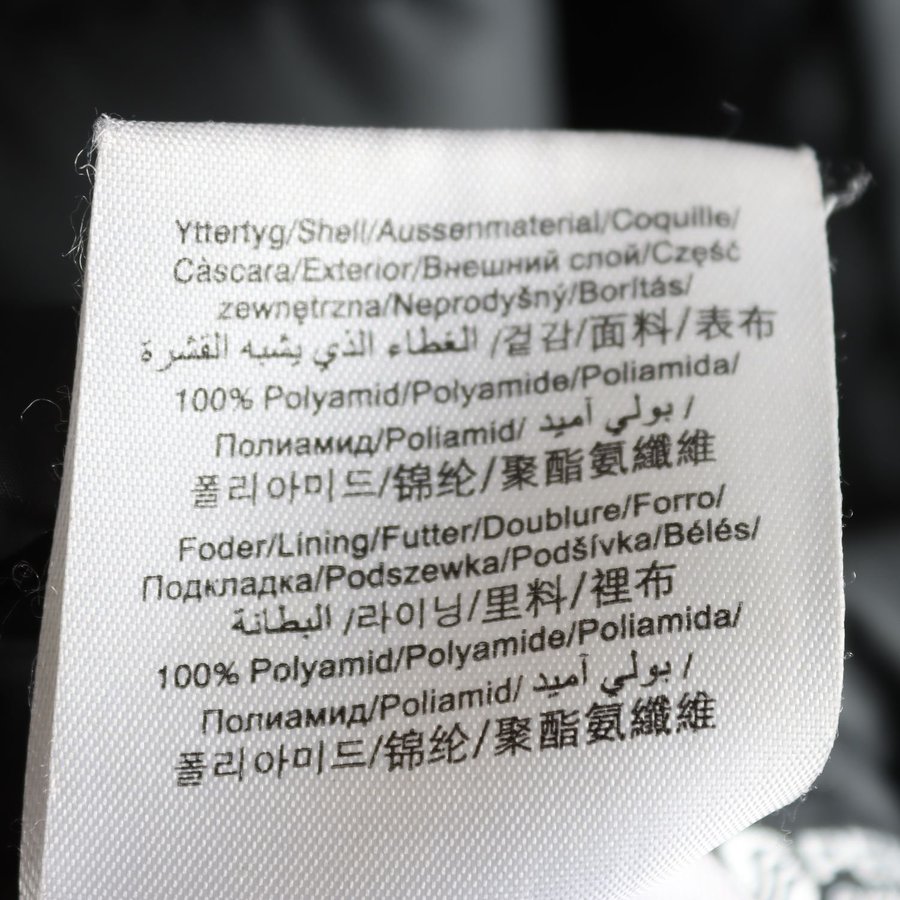 Yttertyg/Shell/Aussenmaterial/Coquille/
Càscara/Exterior/Внешний слой/Część
zewnętrzna/Neprodyšný/Borítás/
الغطاء الذي يشبه القشرة /겉감/面料/表布
100% Polyamid/Polyamide/Poliamida/
Полиамид/Poliamid/ بولي آميد /
폴리아미드/锦纶/聚酯氨纖維
Foder/Líning/Futter/Doublure/Forro/
Подкладка/Podszewka/Podšívka/Bélés/
البطانة /라이닝/里料/裡布
100% Polyamid/Polyamide/Poliamida/
Полиамид/Poliamid/ بولي آميد /
폴리아미드/锦纶/聚酯氨纖維